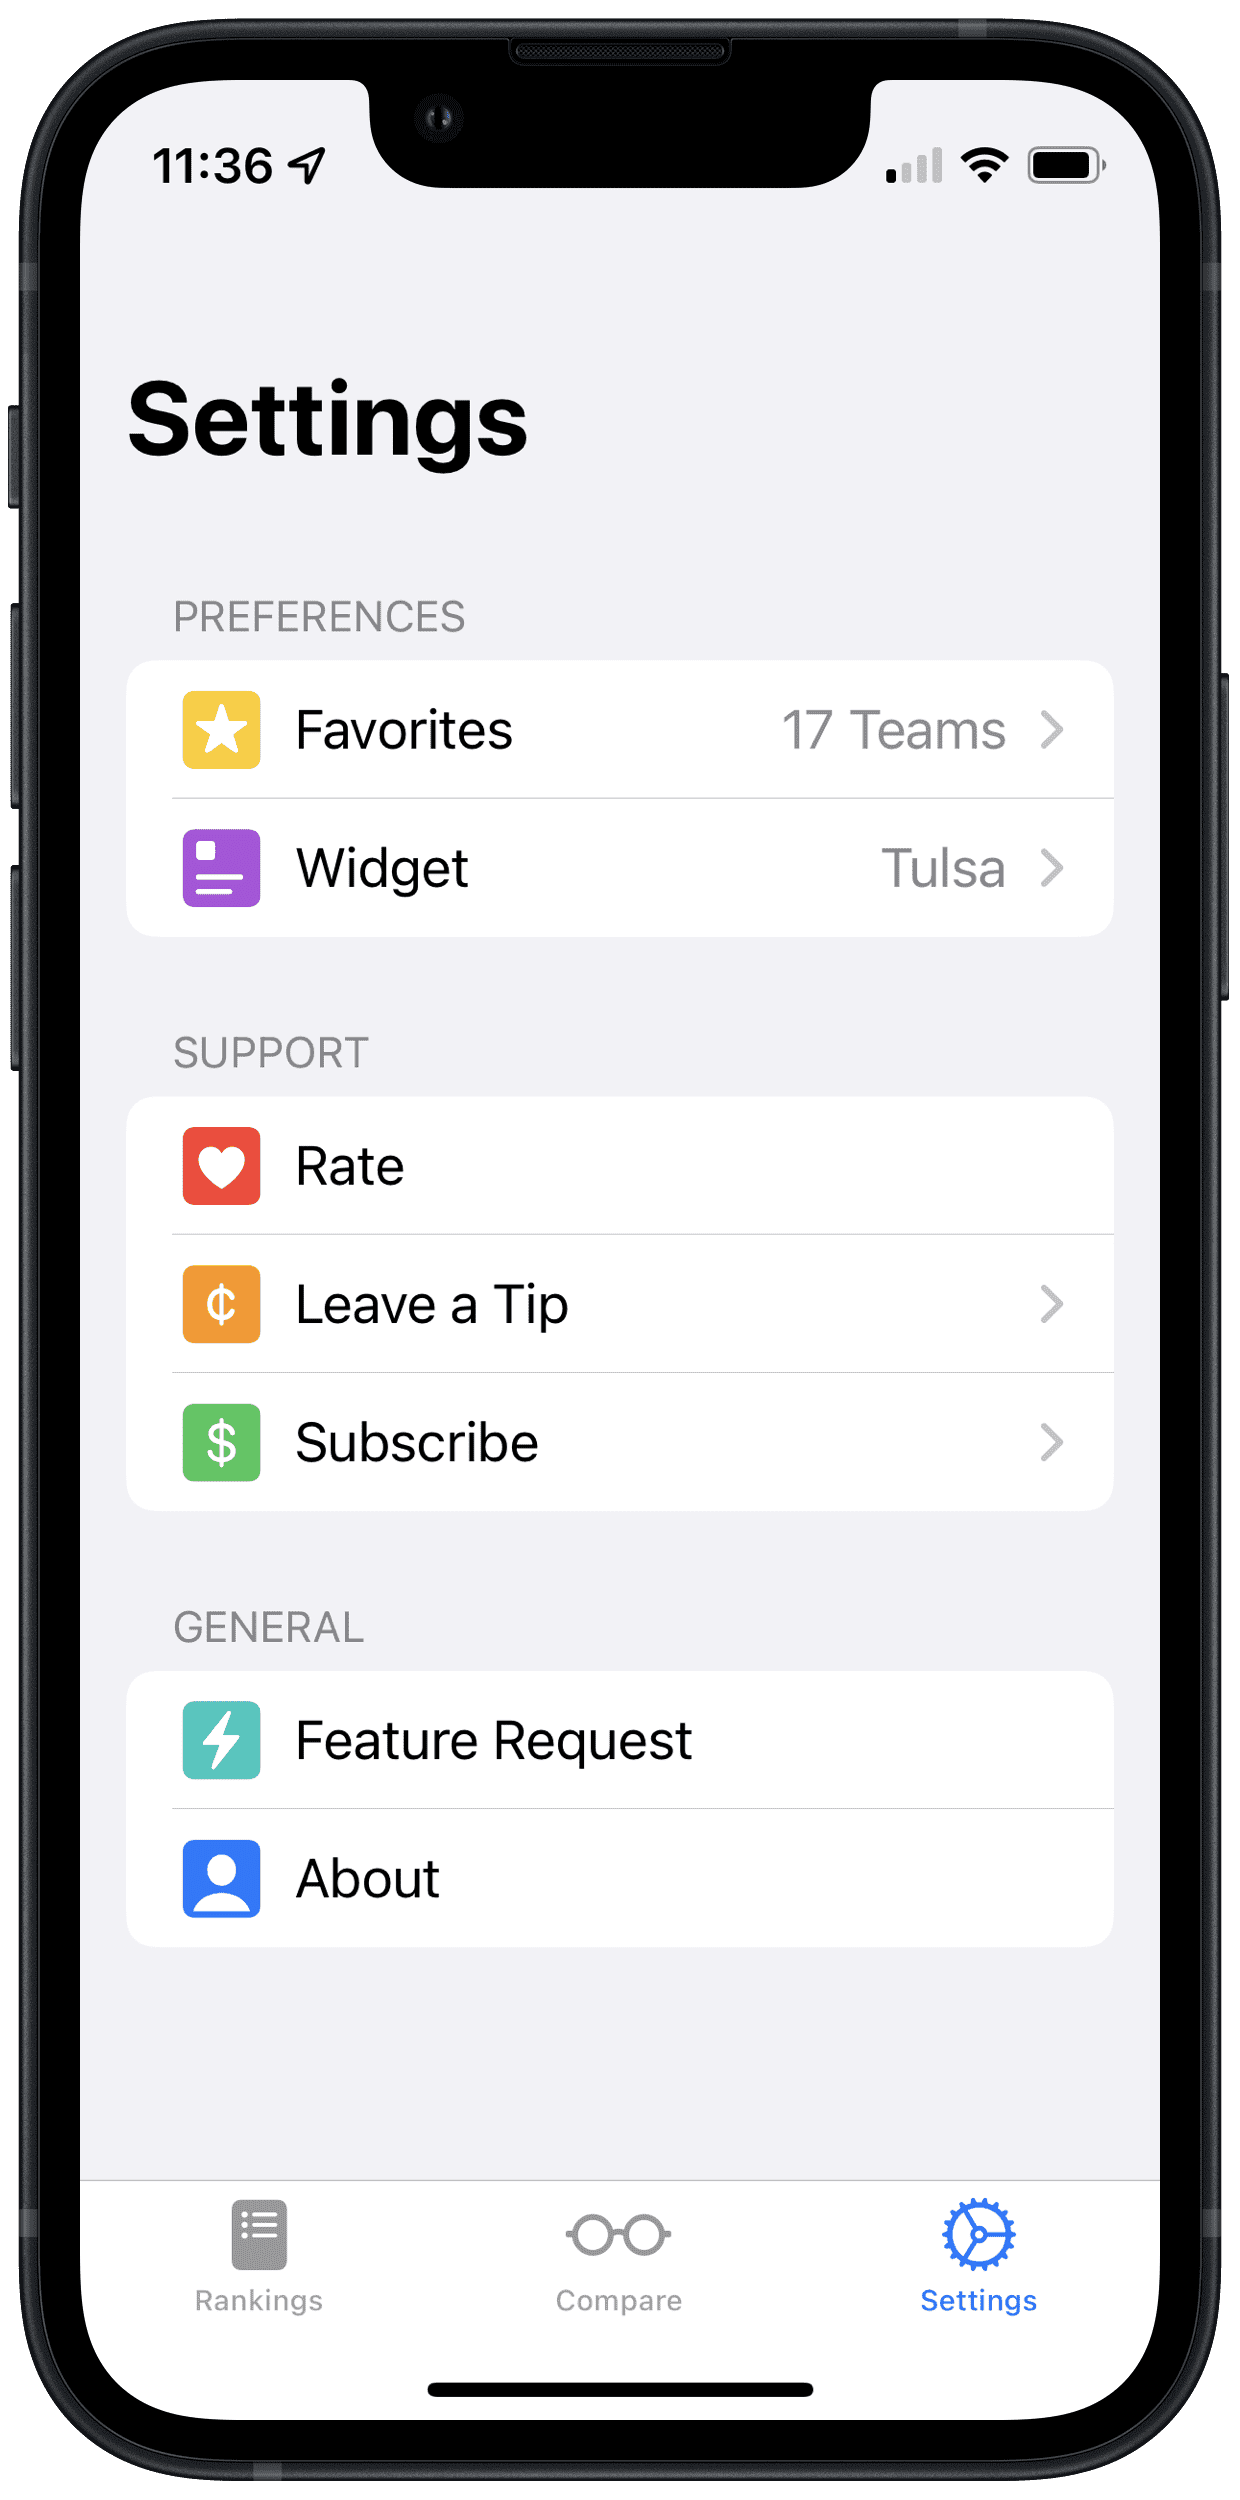 11:36
Settings
PREFERENCES
Favorites 17 Teams
Widget Tulsa
SUPPORT
Rate
¢ Leave a Tip
$ Subscribe
GENERAL
Feature Request
About
Rankings Compare Settings